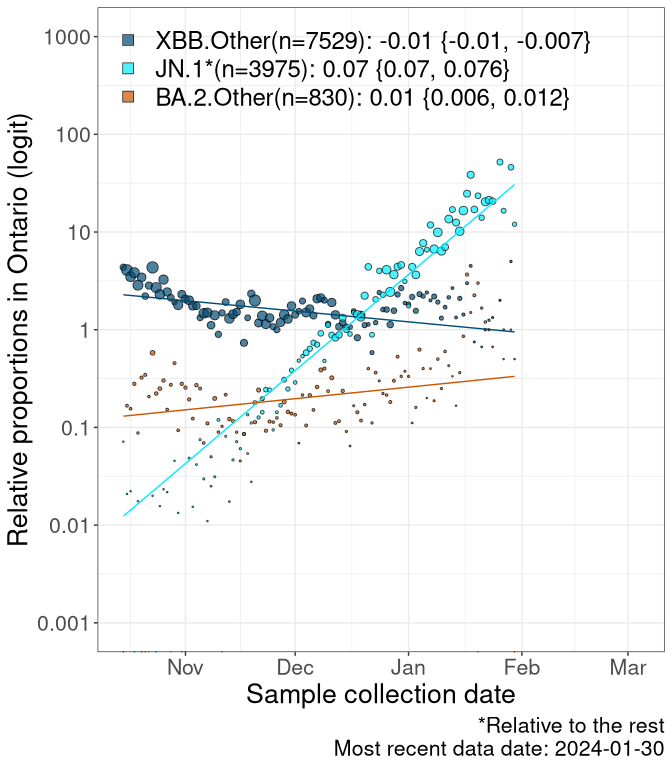 XBB.Other(n=7529): -0.01 {-0.01, -0.007}
JN.1*(n=3975): 0.07 {0.07, 0.076}
BA.2.Other(n=830): 0.01 {0.006, 0.012}
Relative proportions in Ontario (logit)
1000
100
10
1
0.1
0.01
0.001
Nov Dec Jan Feb Mar
Sample collection date
*Relative to the rest
Most recent data date: 2024-01-30